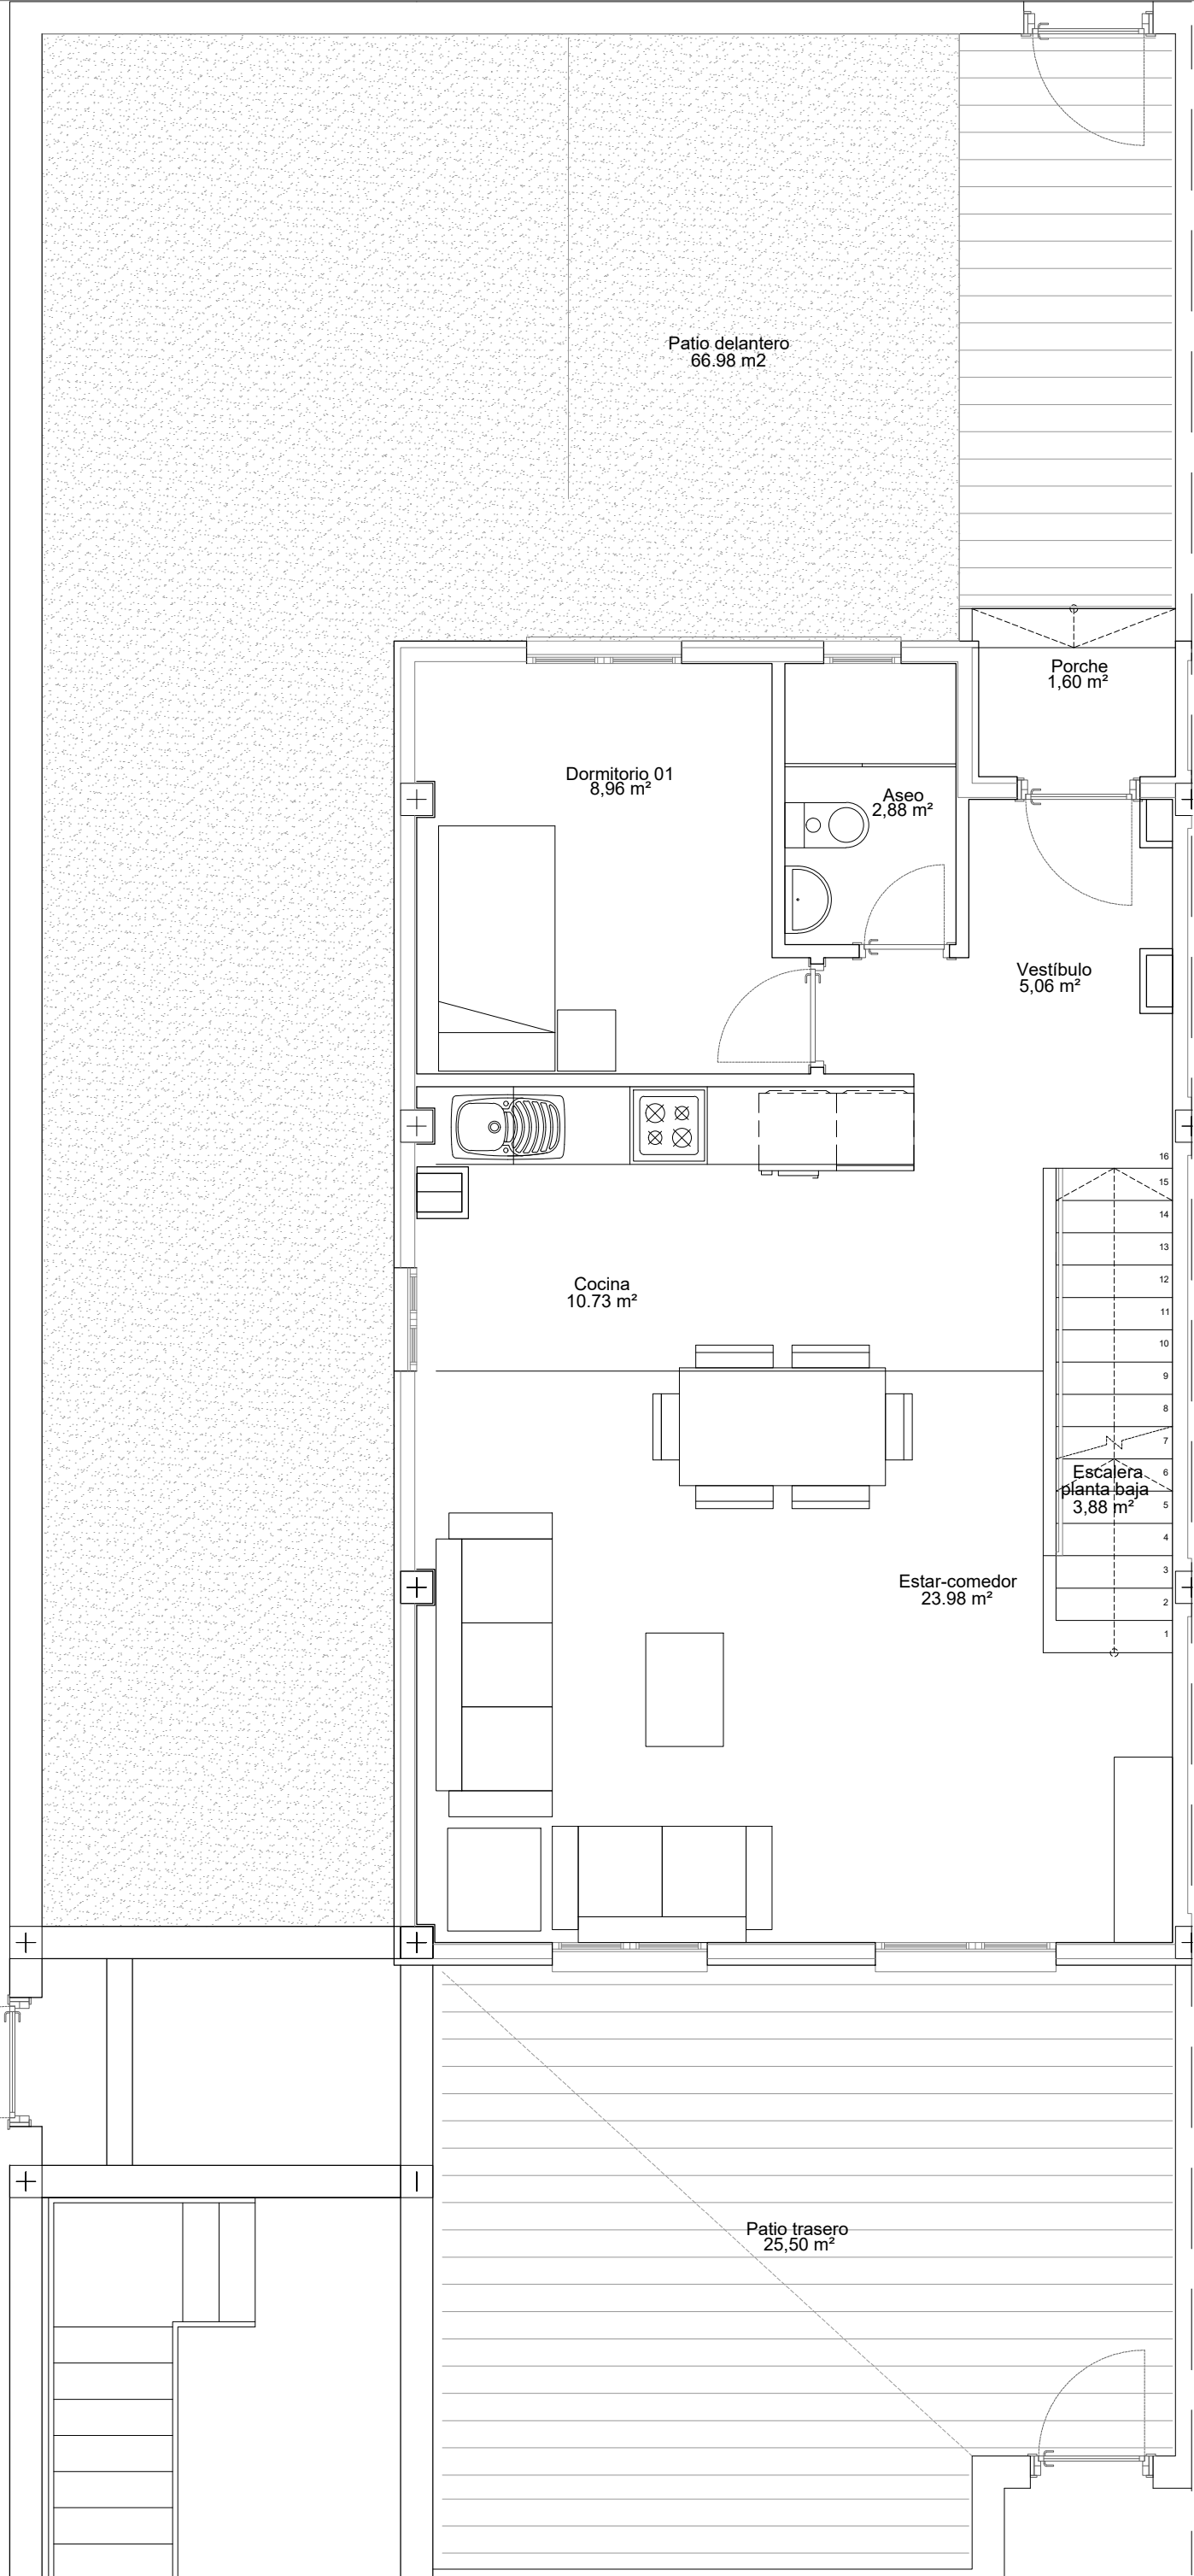 Patio delantero
66.98 m2
Porche
1,60 m²
Dormitorio 01
8,96 m²
Aseo
2,88 m²
Vestíbulo
5,06 m²
16
15
14
13
12
11
10
9
8
7
6
5
4
3
2
1
Cocina
10.73 m²
Escalera
planta baja
3,88 m²
Estar-comedor
23.98 m²
Patio trasero
25,50 m²